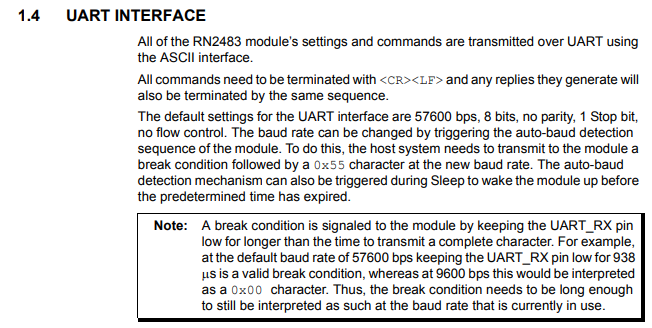 1.4 UART INTERFACE
All of the RN2483 module's settings and commands are transmitted over UART using
the ASCII interface.
All commands need to be terminated with <CR><LF> and any replies they generate will
also be terminated by the same sequence.
The default settings for the UART interface are 57600 bps, 8 bits, no parity, 1 Stop bit,
no flow control. The baud rate can be changed by triggering the auto-baud detection
sequence of the module. To do this, the host system needs to transmit to the module a
break condition followed by a 0x55 character at the new baud rate. The auto-baud
detection mechanism can also be triggered during Sleep to wake the module up before
the predetermined time has expired.
Note: A break condition is signaled to the module by keeping the UART_RX pin
low for longer than the time to transmit a complete character. For example,
at the default baud rate of 57600 bps keeping the UART_RX pin low for 938
μs is a valid break condition, whereas at 9600 bps this would be interpreted
as a 0x00 character. Thus, the break condition needs to be long enough
to still be interpreted as such at the baud rate that is currently in use.